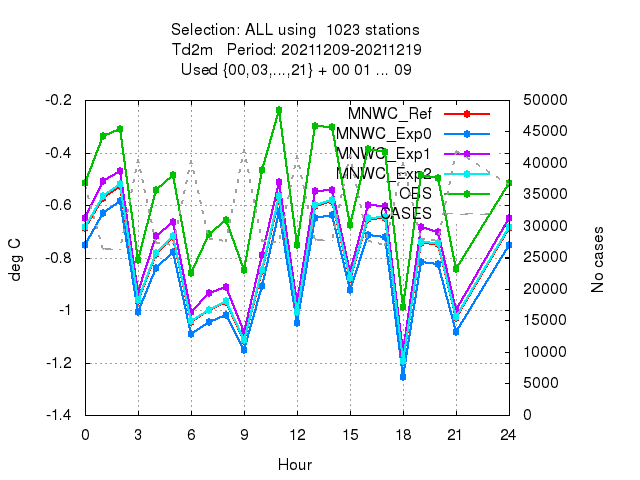 Selection: ALL using  1023 stations
Td2m   Period: 20211209-20211219
Used {00,03,...,21} + 00 01 ... 09
-0.2
-0.4
-0.6
-0.8
-1
-1.2
-1.4
deg C
50000
45000
40000
35000
30000
25000
20000
15000
10000
5000
0
No cases
MNWC_Ref
MNWC_Exp0
MNWC_Exp1
MNWC_Exp2
OBS
CASES
0 3 6 9 12 15 18 21 24
Hour